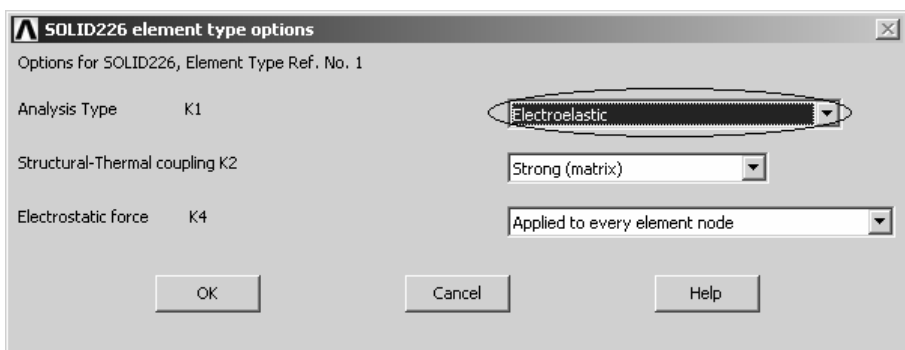 SOLID226 element type options
Options for SOLID226, Element Type Ref. No. 1
Analysis Type K1 Electroelastic
Structural-Thermal coupling K2 Strong (matrix)
Electrostatic force K4 Applied to every element node
OK Cancel Help